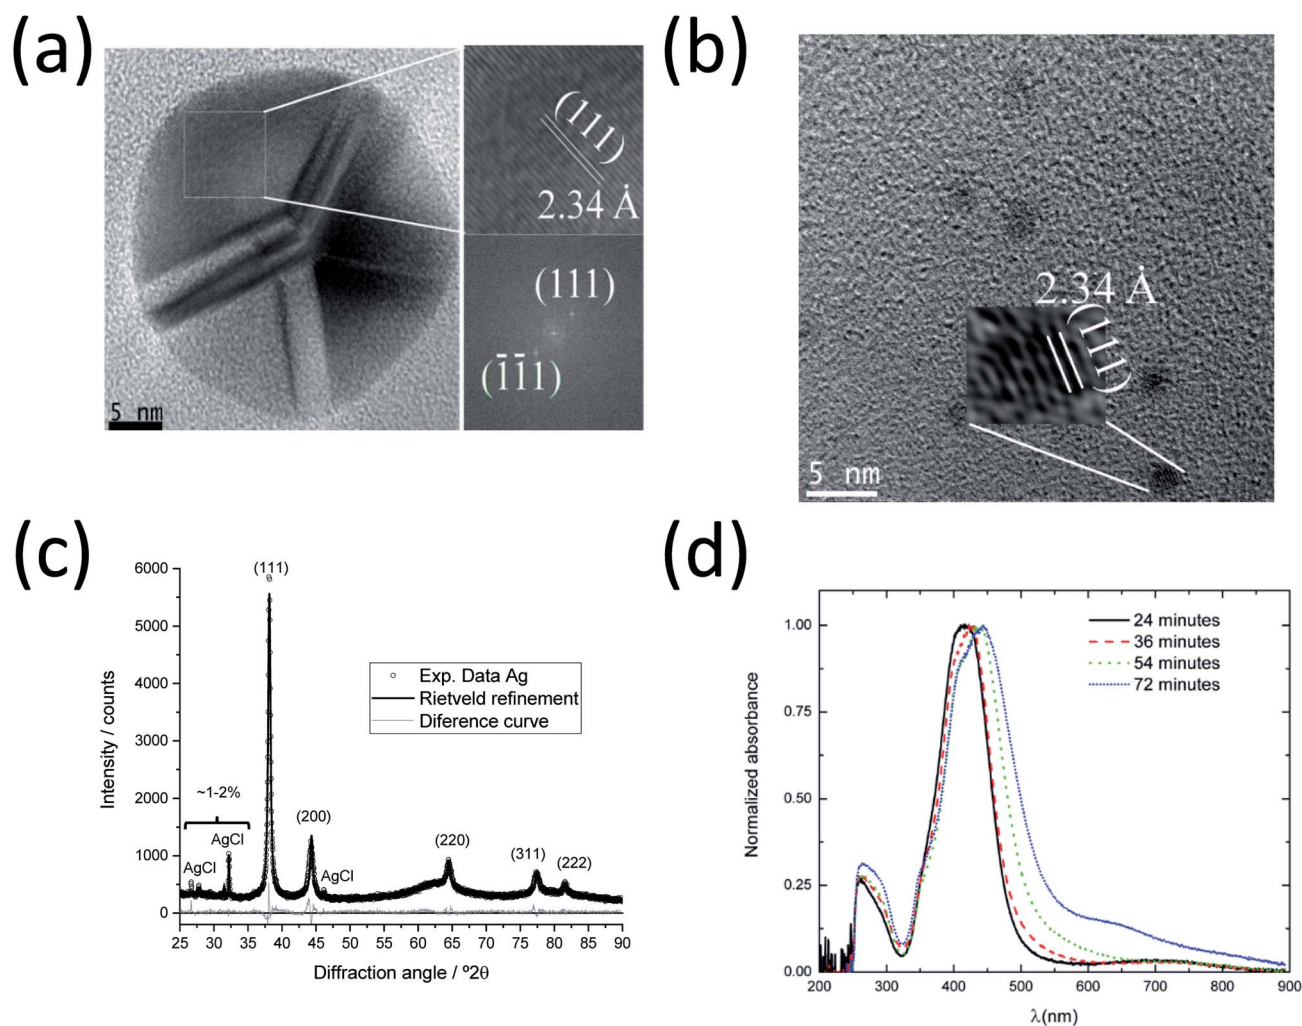 (a)
(111)
2.34 Å
(111)
(1̄1̄1)
5 nm
(b)
2.34 Å
(111)
5 nm
(c)
6000
5000
4000
3000
2000
1000
0
Intensity / counts
(111)
Exp. Data Ag
Rietveld refinement
Diference curve
~1-2%
AgCl
AgCl
(200)
AgCl
(220)
(311)
(222)
25 30 35 40 45 50 55 60 65 70 75 80 85 90
Diffraction angle / º2θ
(d)
1.00
0.75
0.50
0.25
0.00
Normalized absorbance
24 minutes
36 minutes
54 minutes
72 minutes
200 300 400 500 600 700 800 900
λ(nm)